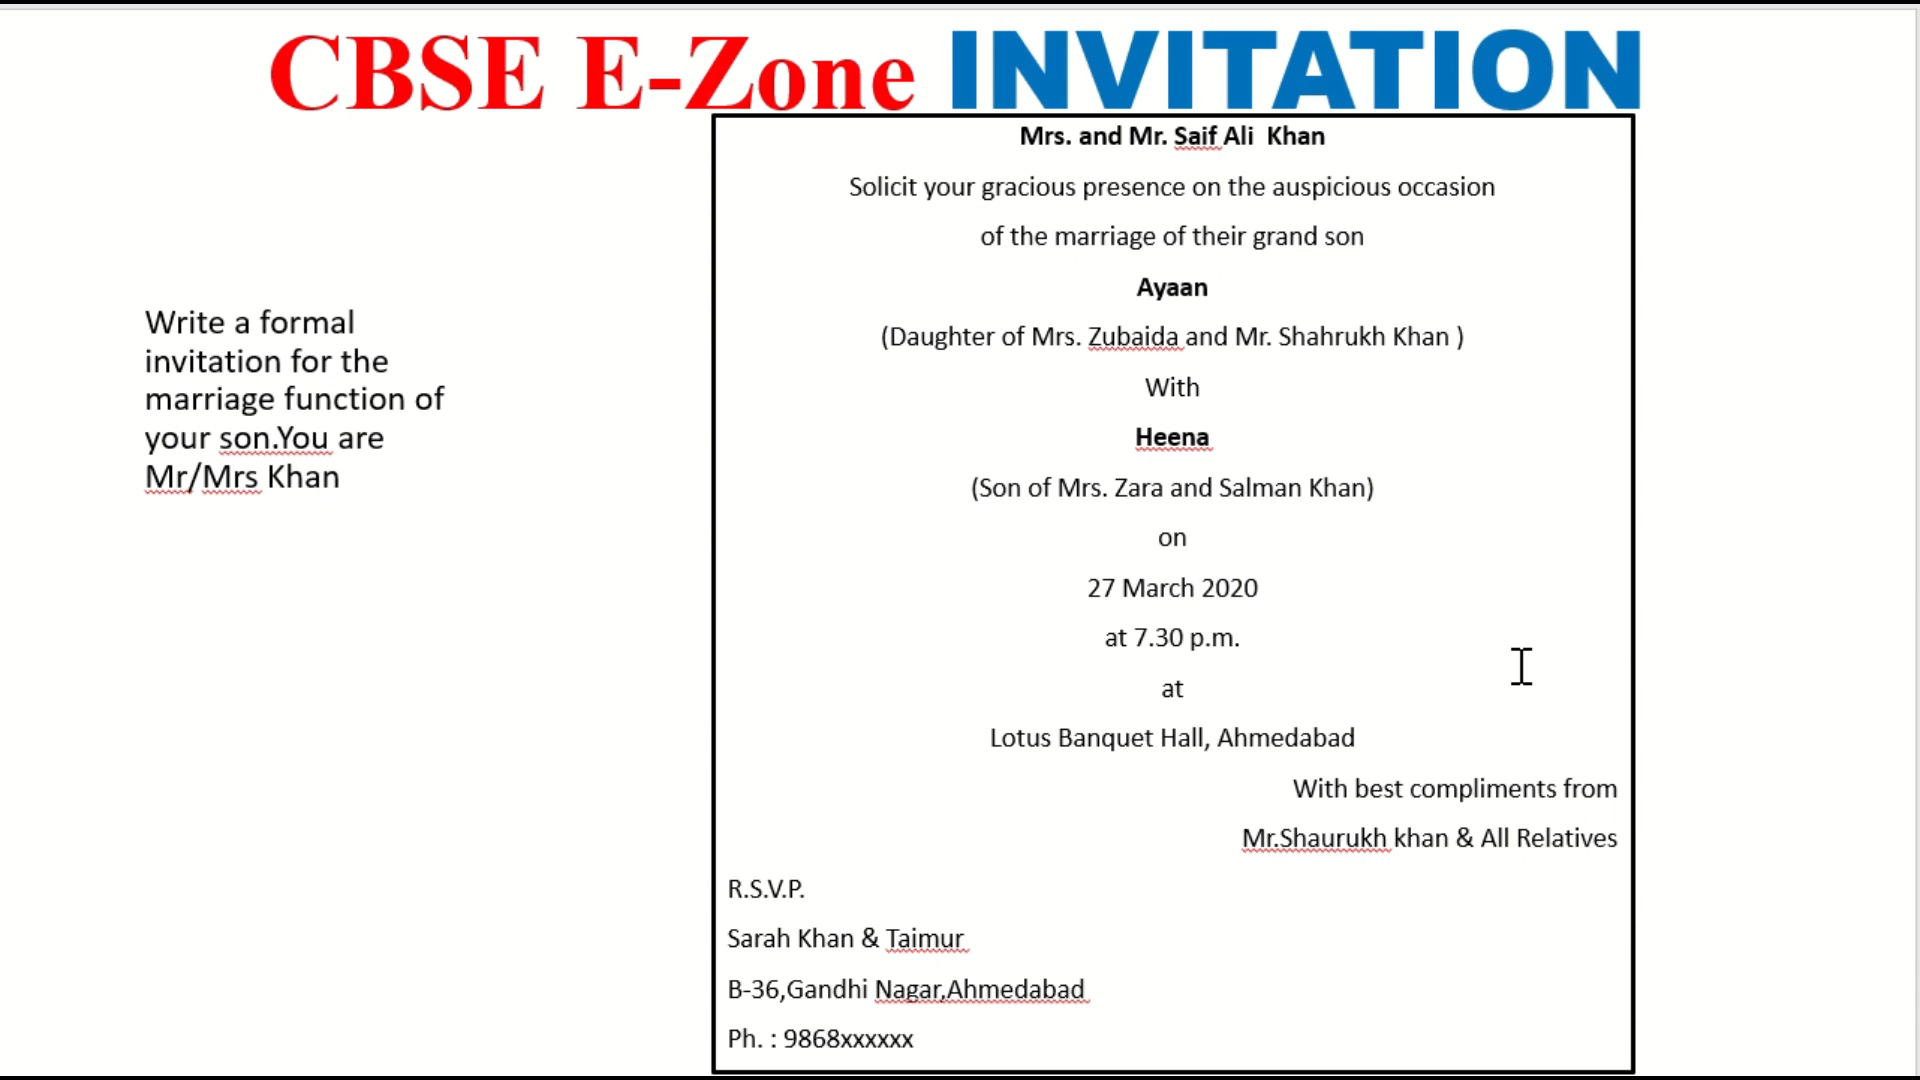 CBSE E-Zone INVITATION
Write a formal
invitation for the
marriage function of
your son.You are
Mr/Mrs Khan
Mrs. and Mr. Saif Ali  Khan
Solicit your gracious presence on the auspicious occasion
of the marriage of their grand son
Ayaan
(Daughter of Mrs. Zubaida and Mr. Shahrukh Khan )
With
Heena
(Son of Mrs. Zara and Salman Khan)
on
27 March 2020
at 7.30 p.m.
at
Lotus Banquet Hall, Ahmedabad
With best compliments from
Mr.Shaurukh khan & All Relatives
R.S.V.P.
Sarah Khan & Taimur
B-36,Gandhi Nagar,Ahmedabad
Ph. : 9868xxxxxx